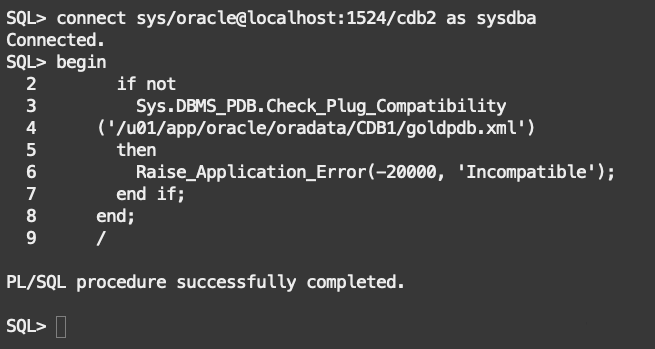 SQL> connect sys/oracle@localhost:1524/cdb2 as sysdba
Connected.
SQL> begin
  2        if not
  3          Sys.DBMS_PDB.Check_Plug_Compatibility
  4      ('/u01/app/oracle/oradata/CDB1/goldpdb.xml')
  5        then
  6          Raise_Application_Error(-20000, 'Incompatible');
  7        end if;
  8      end;
  9      /
PL/SQL procedure successfully completed.
SQL>